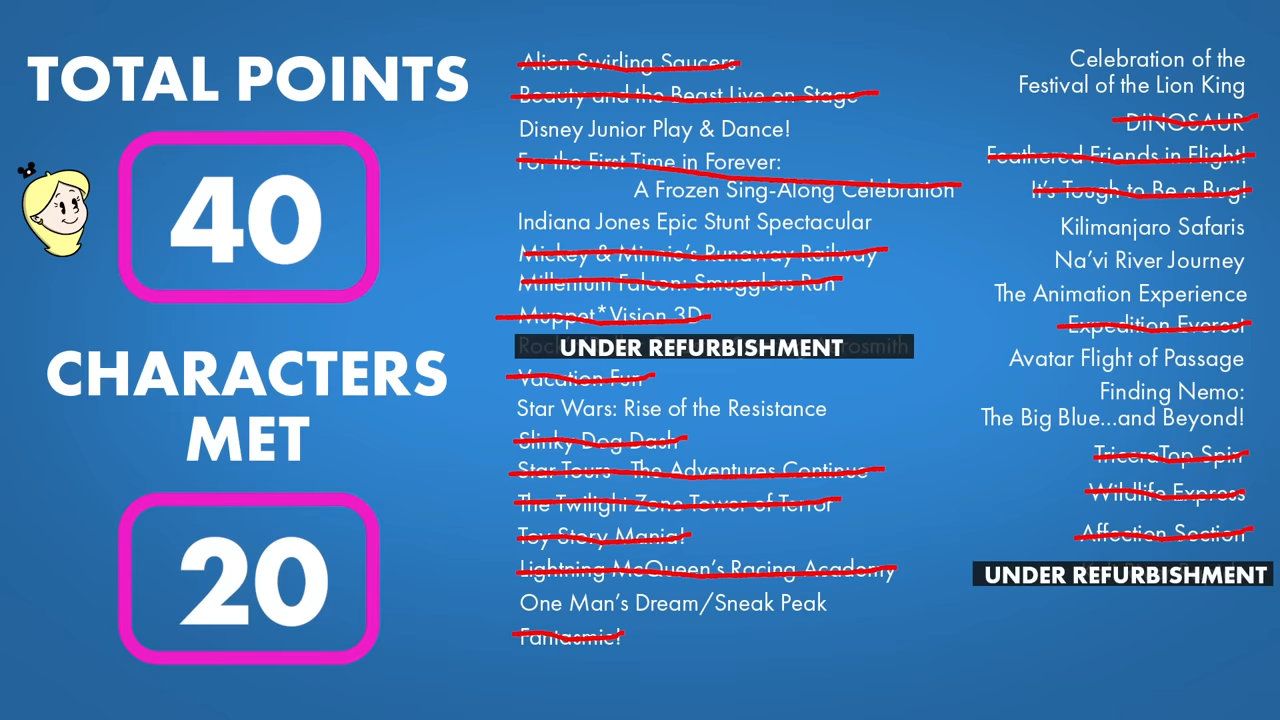 TOTAL POINTS
40
CHARACTERS
MET
20
Alien Swirling Saucers
Beauty and the Beast Live on Stage
Disney Junior Play & Dance!
For the First Time in Forever:
A Frozen Sing-Along Celebration
Indiana Jones Epic Stunt Spectacular
Mickey & Minnie's Runaway Railway
Millenium Falcon: Smugglers Run
Muppet*Vision 3D
UNDER REFURBISHMENT
Vacation Fun
Star Wars: Rise of the Resistance
Slinky Dog Dash
Star Tours - The Adventures Continue
The Twilight Zone Tower of Terror
Toy Story Mania!
Lightning McQueen's Racing Academy
One Man's Dream/Sneak Peak
Fantasmic!
Celebration of the
Festival of the Lion King
DINOSAUR
Feathered Friends in Flight!
It's Tough to Be a Bug!
Kilimanjaro Safaris
Na'vi River Journey
The Animation Experience
Expedition Everest
Avatar Flight of Passage
Finding Nemo:
The Big Blue...and Beyond!
TriceraTop Spin
Wildlife Express
Affection Section
UNDER REFURBISHMENT